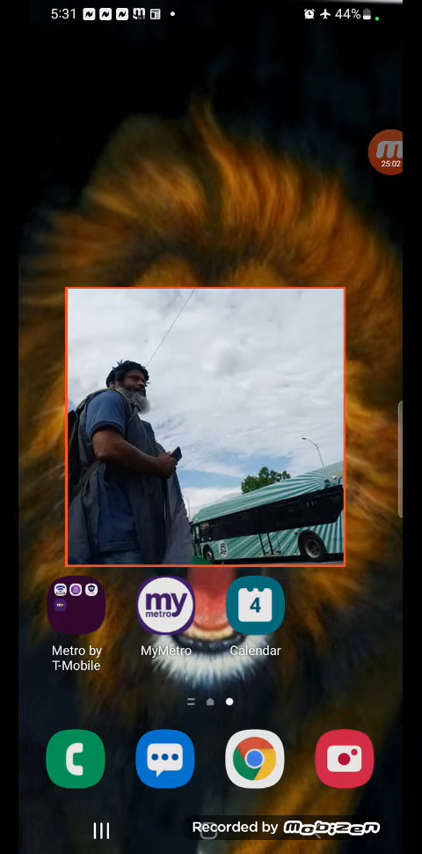 5:31
44%
m
25:02
my
metro
4
Metro by
T-Mobile
MyMetro
Calendar
Recorded by mobizen